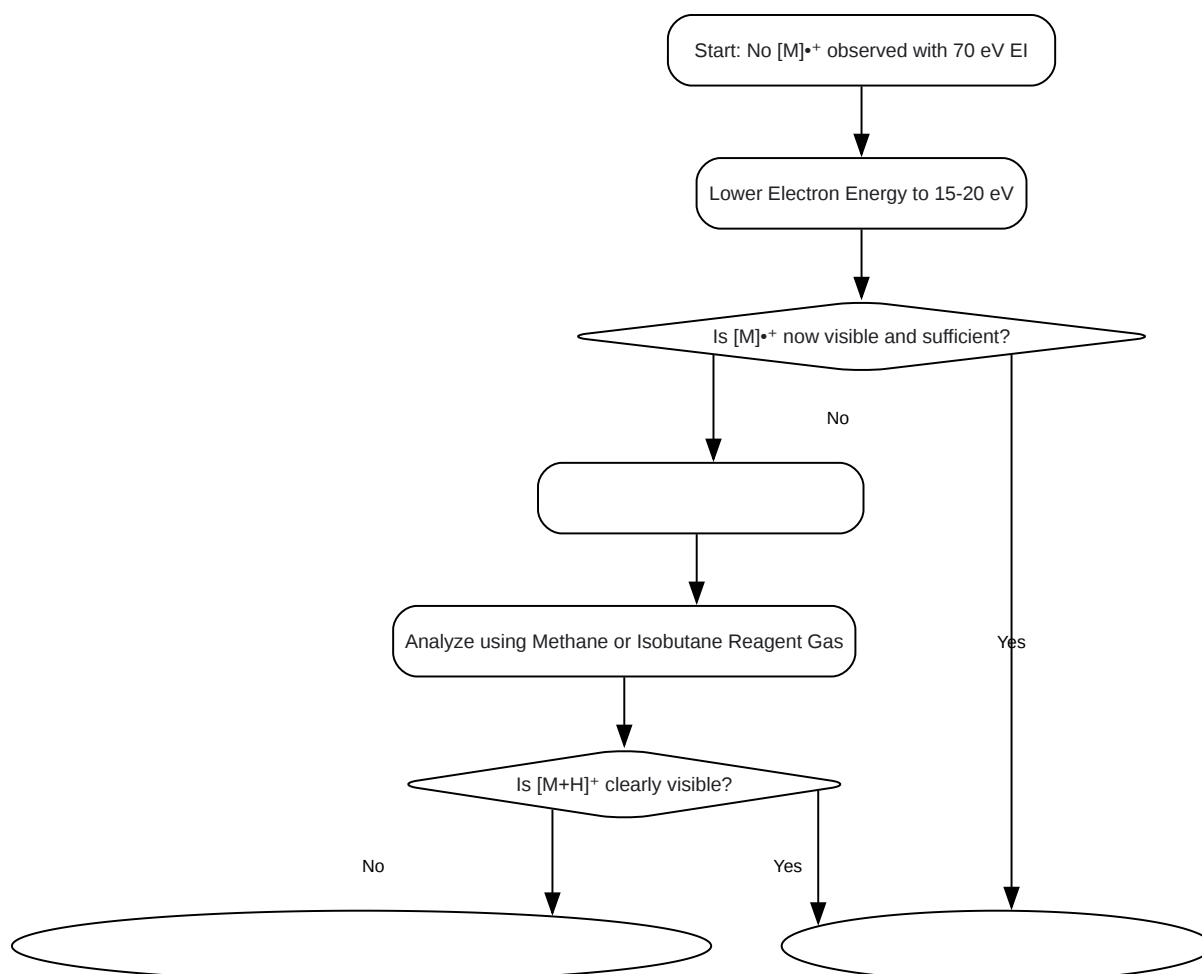 Start: No [M]•⁺ observed with 70 eV EI
Lower Electron Energy to 15-20 eV
Is [M]•⁺ now visible and sufficient?
No
Analyze using Methane or Isobutane Reagent Gas
Yes
Is [M+H]⁺ clearly visible?
No
Yes